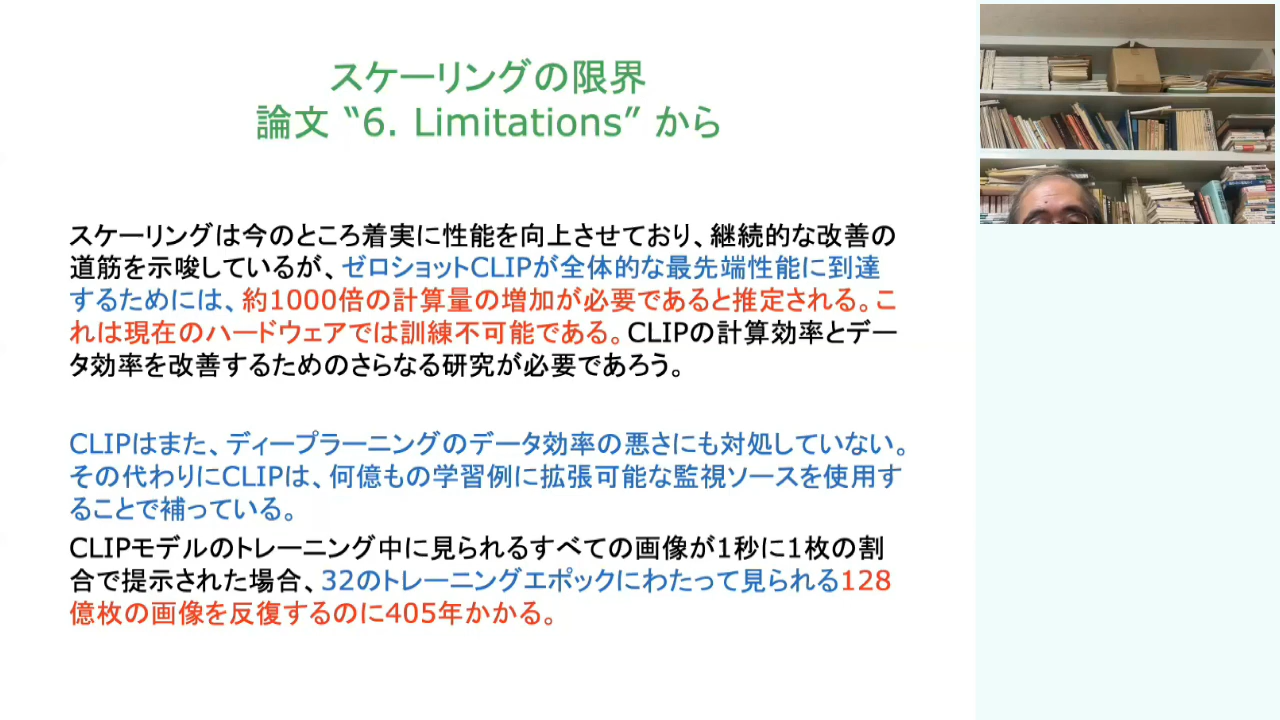 スケーリングの限界
論文 “6. Limitations” から
スケーリングは今のところ着実に性能を向上させており、継続的な改善の
道筋を示唆しているが、ゼロショットCLIPが全体的な最先端性能に到達
するためには、約1000倍の計算量の増加が必要であると推定される。こ
れは現在のハードウェアでは訓練不可能である。CLIPの計算効率とデー
タ効率を改善するためのさらなる研究が必要であろう。
CLIPはまた、ディープラーニングのデータ効率の悪さにも対処していない。
その代わりにCLIPは、何億もの学習例に拡張可能な監視ソースを使用す
ることで補っている。
CLIPモデルのトレーニング中に見られるすべての画像が1秒に1枚の割
合で提示された場合、32のトレーニングエポックにわたって見られる128
億枚の画像を反復するのに405年かかる。